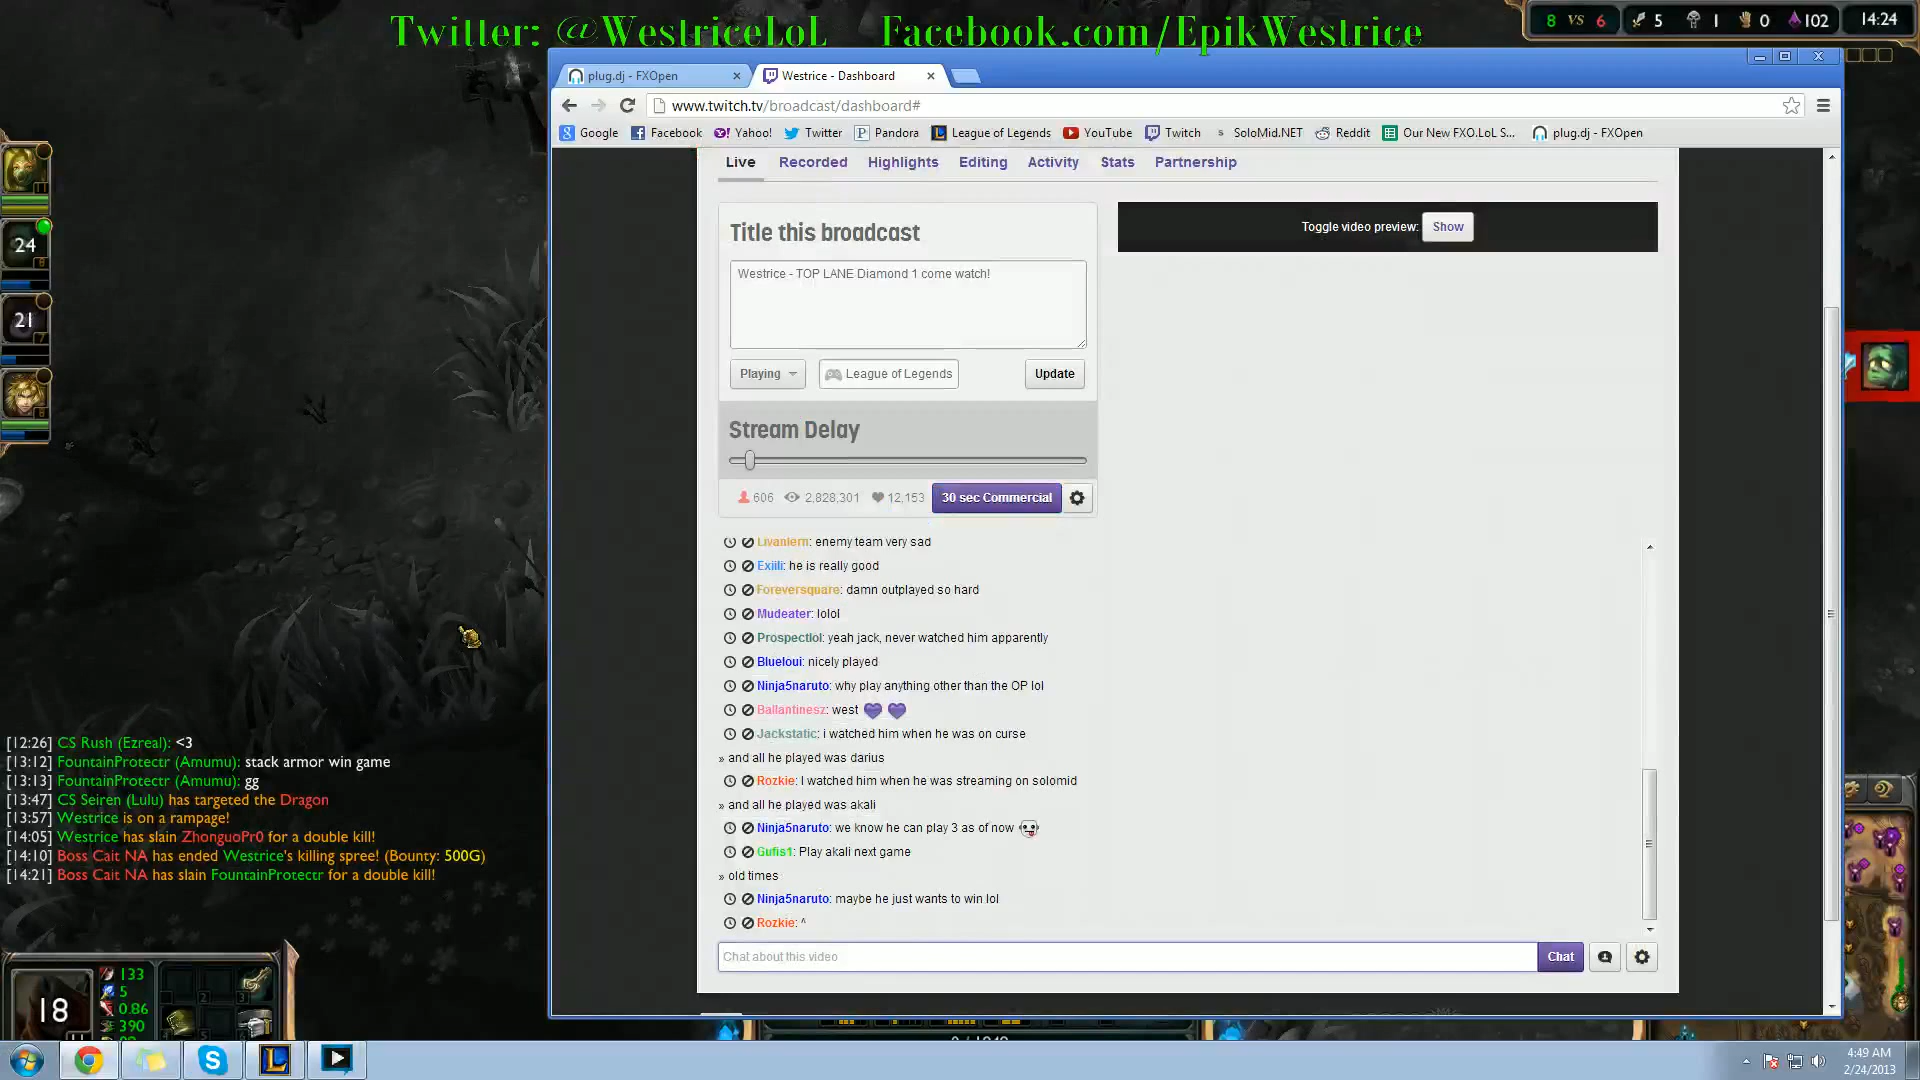 Twitter: @WestriceLoL Facebook.com/EpikWestrice
8 VS 6 5 1 0 102 14:24
plug.dj - FXOpen
Westrice - Dashboard
www.twitch.tv/broadcast/dashboard#
Google Facebook Yahoo! Twitter Pandora League of Legends YouTube Twitch SoloMid.NET Reddit Our New FXO.LoL S... plug.dj - FXOpen
Live Recorded Highlights Editing Activity Stats Partnership
Title this broadcast
Toggle video preview: Show
Westrice - TOP LANE Diamond 1 come watch!
Playing League of Legends Update
Stream Delay
606 2,828,301 12,153 30 sec Commercial
Livaniern: enemy team very sad
Exiili: he is really good
Foreversquare: damn outplayed so hard
Mudeater: lolol
Prospectiol: yeah jack, never watched him apparently
Blueloui: nicely played
Ninja5naruto: why play anything other than the OP lol
Ballantinesz: west
Jackstatic: i watched him when he was on curse
» and all he played was darius
Rozkie: I watched him when he was streaming on solomid
» and all he played was akali
Ninja5naruto: we know he can play 3 as of now
Gufis1: Play akali next game
» old times
Ninja5naruto: maybe he just wants to win lol
Rozkie: ^
Chat about this video Chat
24
21
[12:26] CS Rush (Ezreal): <3
[13:12] FountainProtectr (Amumu): stack armor win game
[13:13] FountainProtectr (Amumu): gg
[13:47] CS Seiren (Lulu) has targeted the Dragon
[13:57] Westrice is on a rampage!
[14:05] Westrice has slain ZhonguoPr0 for a double kill!
[14:10] Boss Cait NA has ended Westrice's killing spree! (Bounty: 500G)
[14:21] Boss Cait NA has slain FountainProtectr for a double kill!
18
133
5
0.86
390
4:49 AM
2/24/2013